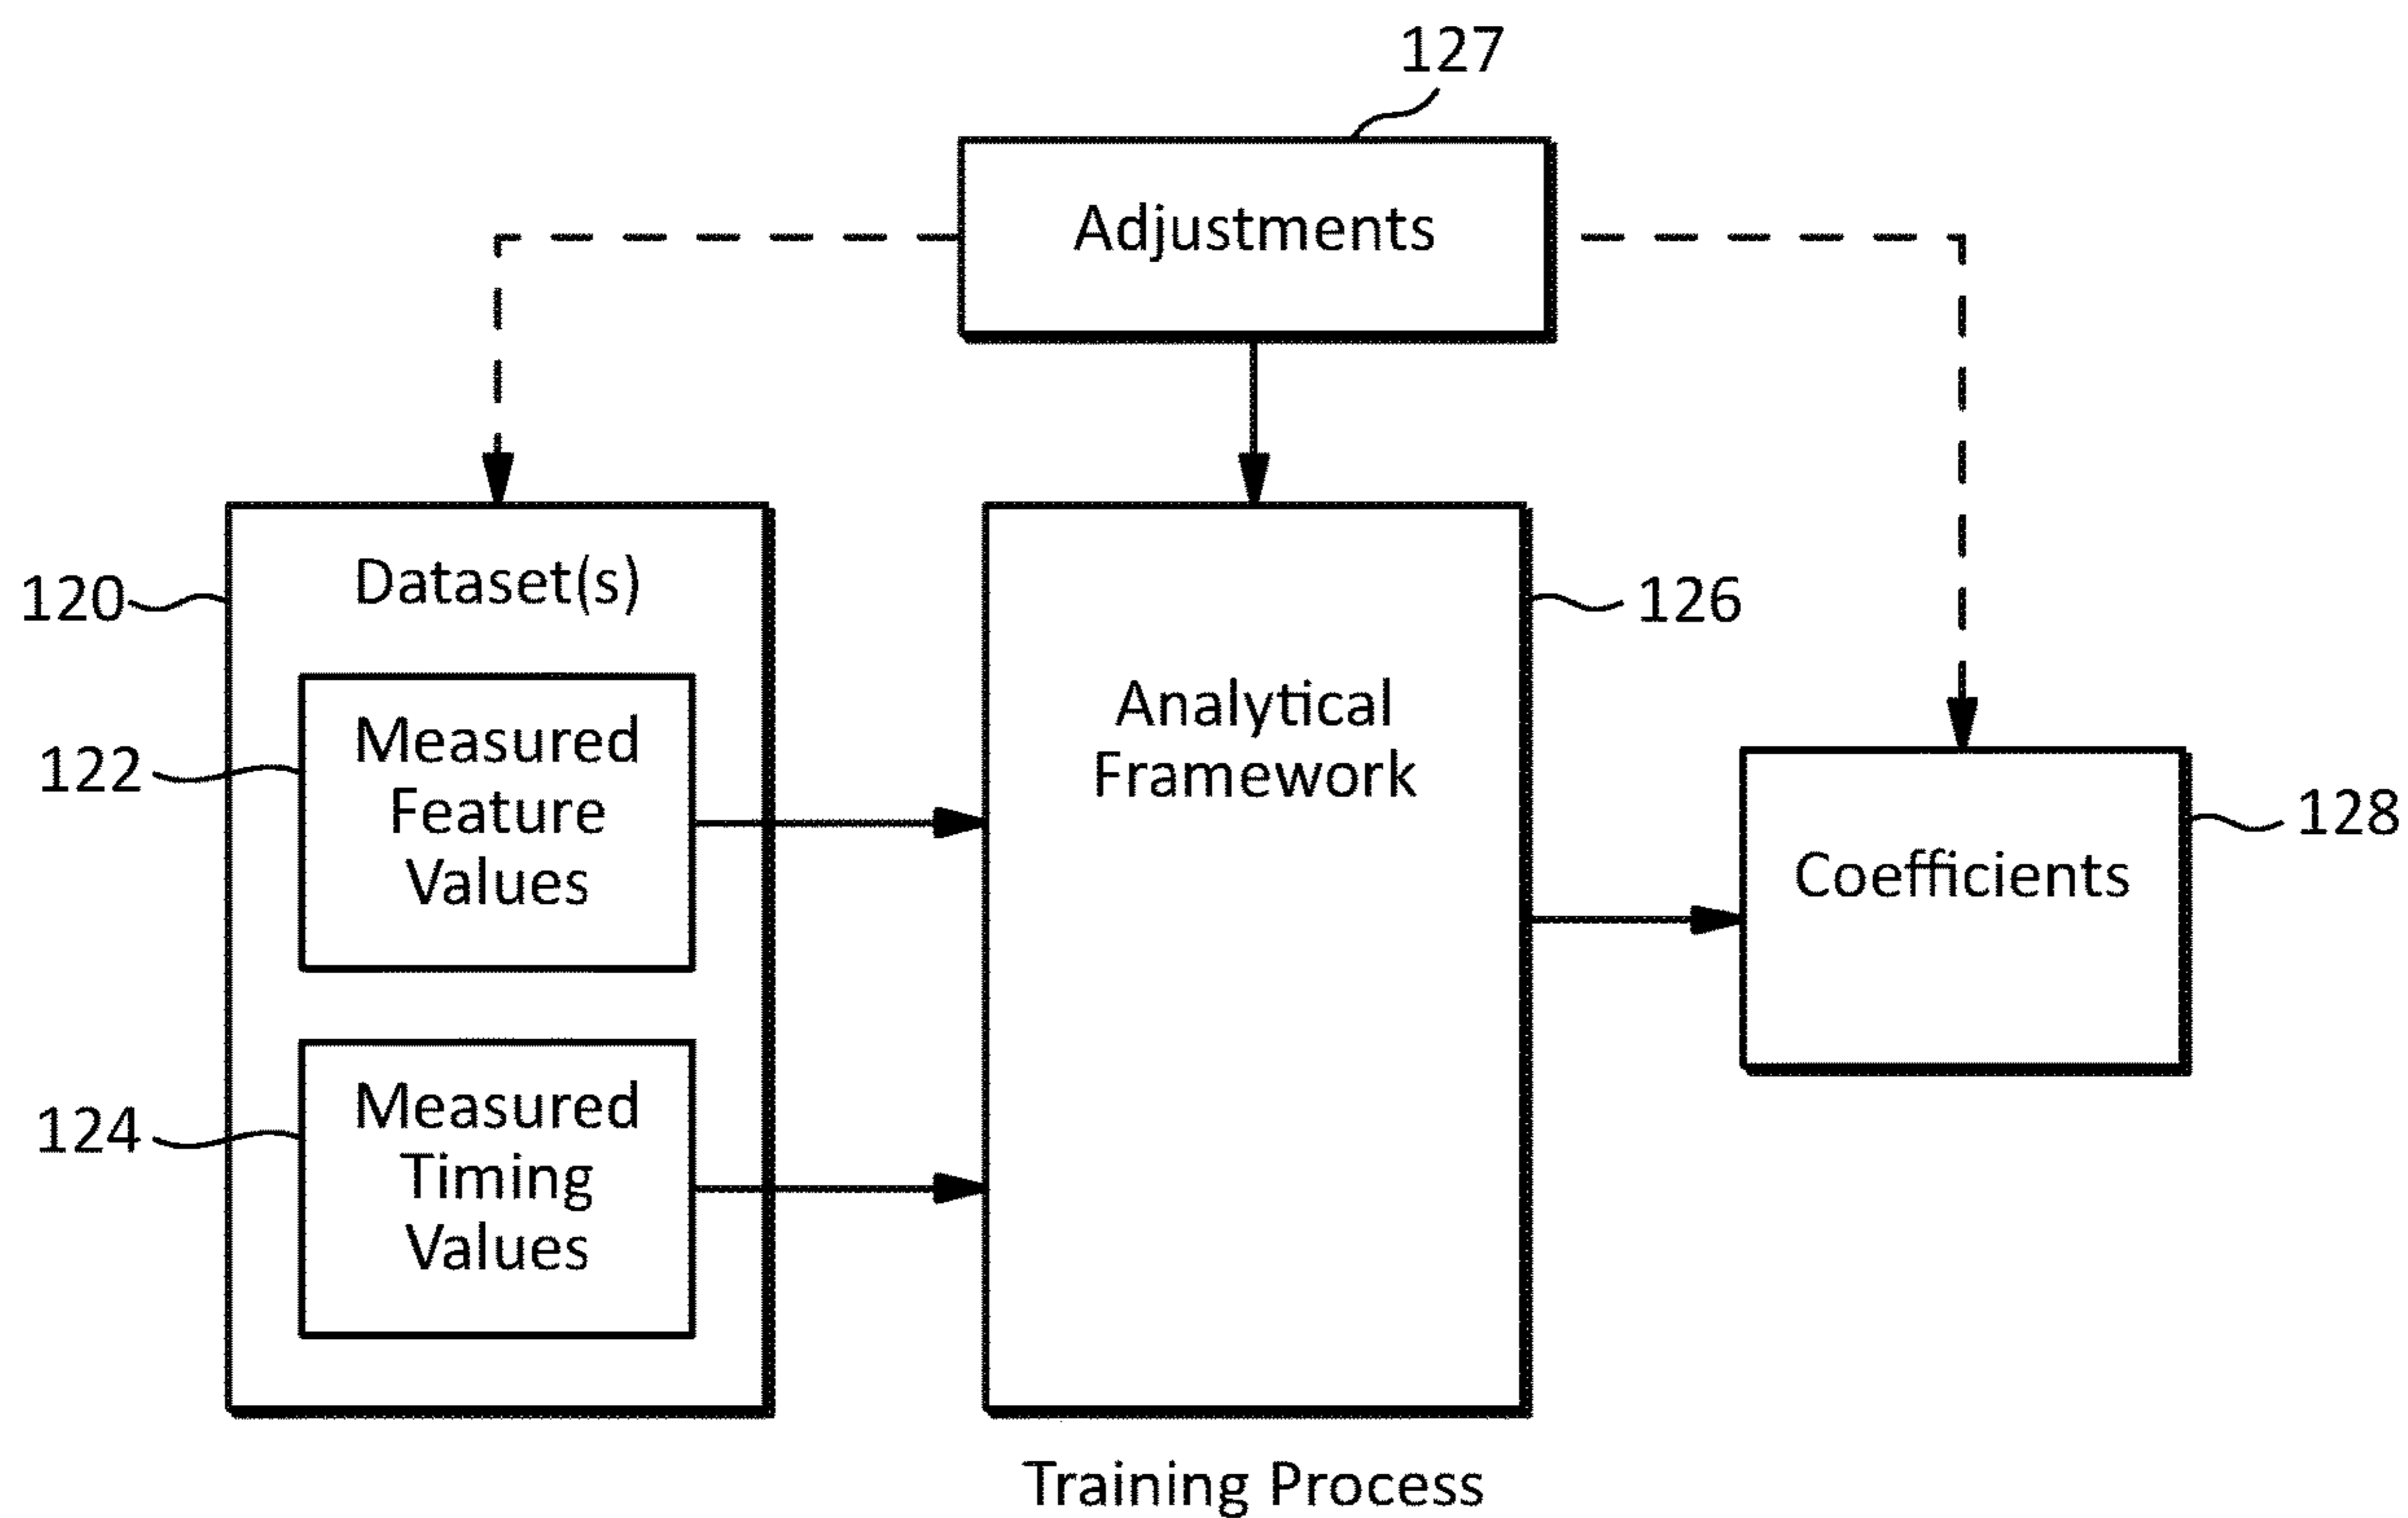 127
Adjustments
120
Dataset(s)
122
Measured
Feature
Values
124
Measured
Timing
Values
126
Analytical
Framework
128
Coefficients
Training Process